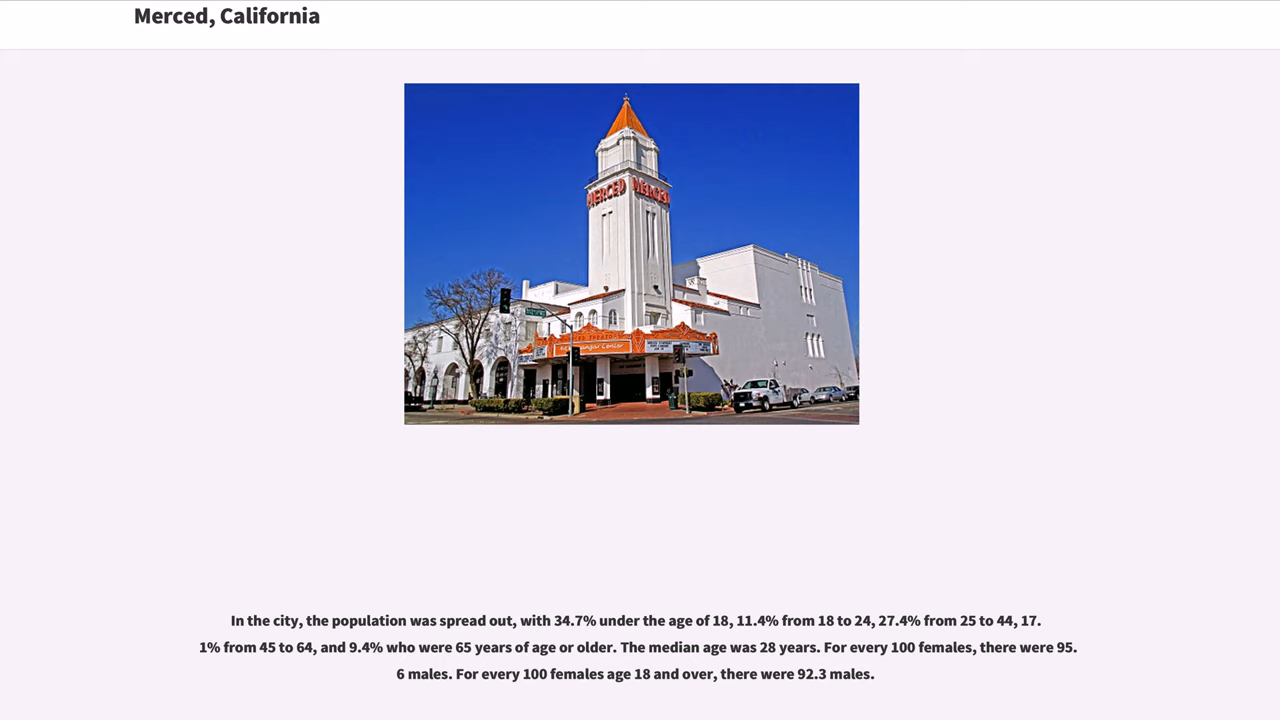 Merced, California
MERCED MERCED
In the city, the population was spread out, with 34.7% under the age of 18, 11.4% from 18 to 24, 27.4% from 25 to 44, 17.
1% from 45 to 64, and 9.4% who were 65 years of age or older. The median age was 28 years. For every 100 females, there were 95.
6 males. For every 100 females age 18 and over, there were 92.3 males.